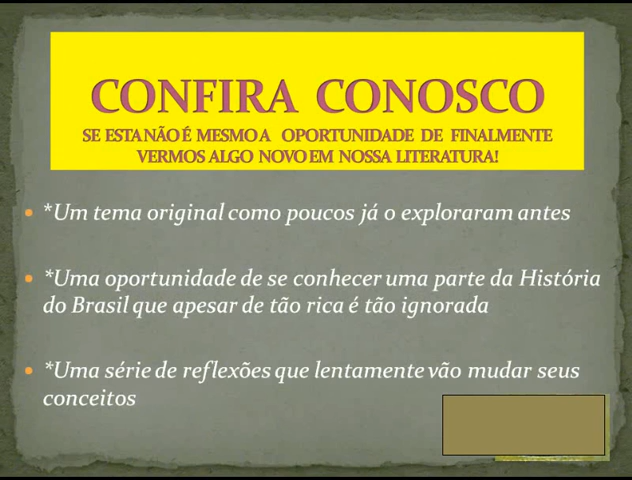 CONFIRA CONOSCO
SE ESTA NÃO É MESMO A OPORTUNIDADE DE FINALMENTE
VERMOS ALGO NOVO EM NOSSA LITERATURA!
*Um tema original como poucos já o exploraram antes
*Uma oportunidade de se conhecer uma parte da História
do Brasil que apesar de tão rica é tão ignorada
*Uma série de reflexões que lentamente vão mudar seus
conceitos